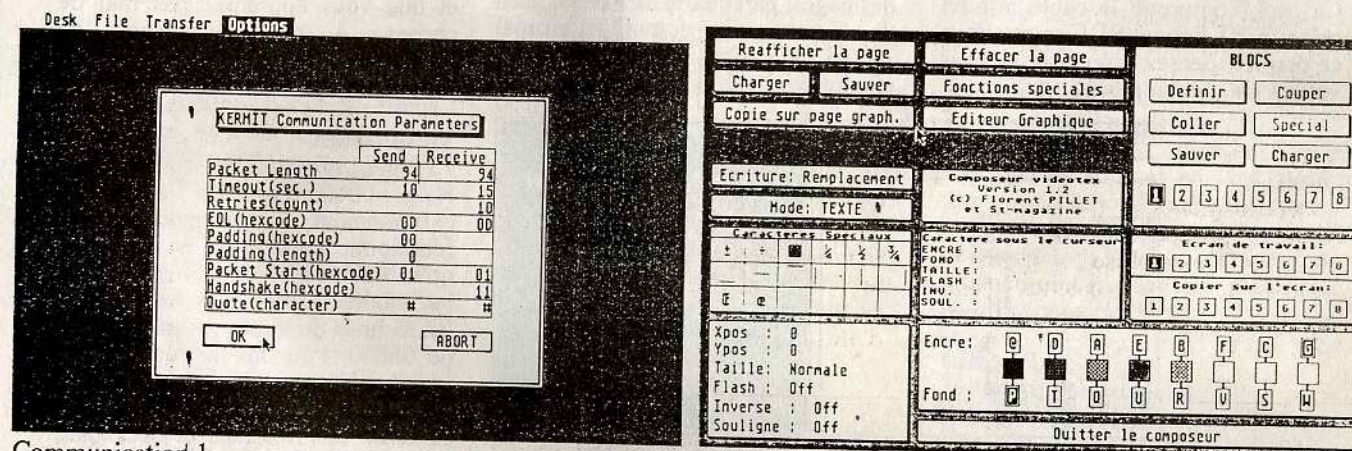 Desk File Transfer Options
KERMIT Communication Parameters
Send Receive
Packet Length 94 94
Timeout(sec.) 10 15
Retries(count) 10
EOL(hexcode) 0D 0D
Padding(hexcode) 00
Padding(length) 0
Packet Start(hexcode) 01 01
Handshake(hexcode) 11
Quote(character) # #
OK ABORT
Reafficher la page Effacer la page
Charger Sauver Fonctions speciales
Copie sur page graph. Editeur Graphique
Ecriture: Remplacement
Mode: TEXTE
Composeur videotex
Version 1.2
(c) Florent PILLET
et St-magazine
BLOCS
Definir Couper
Coller Special
Sauver Charger
1 2 3 4 5 6 7 8
Caracteres Speciaux
± ÷ ¼ ½ ¾
Œ œ
Caractere sous le curseur
ENCRE :
FOND :
TAILLE:
FLASH :
INV. :
SOUL. :
Ecran de travail:
1 2 3 4 5 6 7 8
Copier sur l'ecran:
1 2 3 4 5 6 7 8
Xpos : 0
Ypos : 0
Taille: Normale
Flash : Off
Inverse : Off
Souligne : Off
Encre: @ D A E B F C G
Fond : P T Q U R V S W
Quitter le composeur
Communication 1